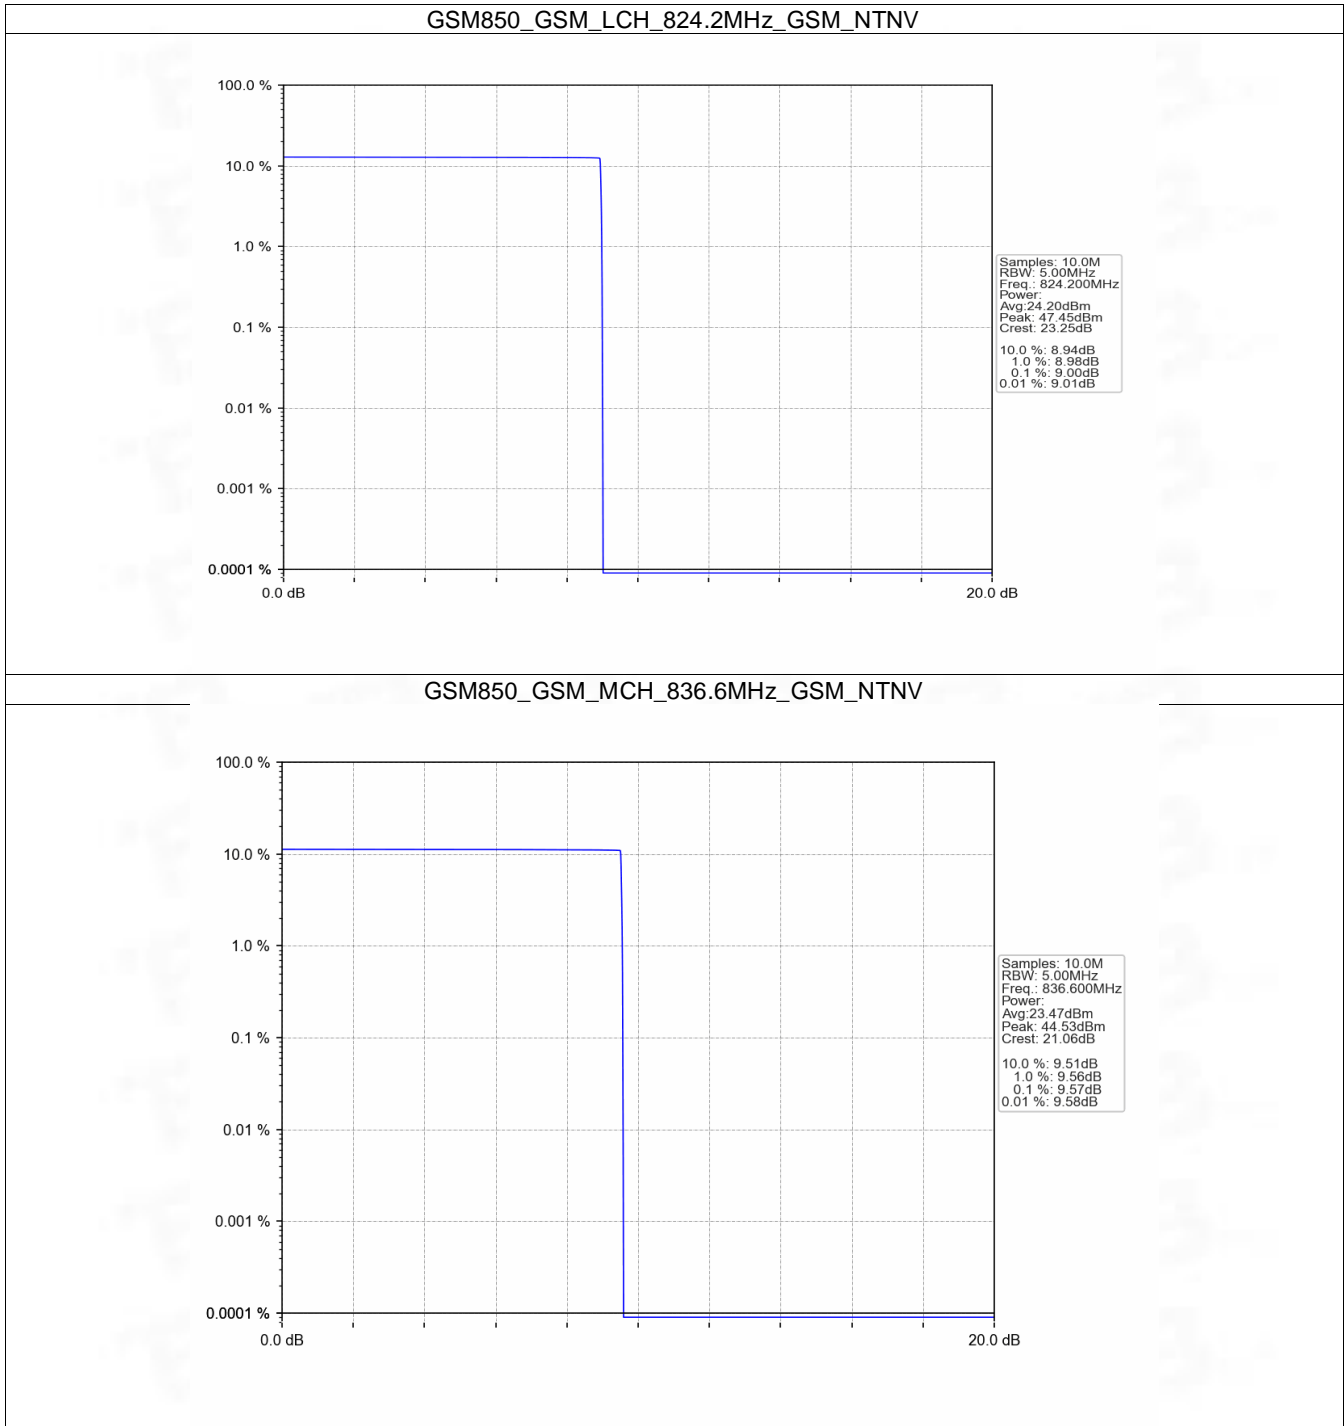 GSM850_GSM_LCH_824.2MHz_GSM_NTNV
100.0 %
10.0 %
1.0 %
0.1 %
0.01 %
0.001 %
0.0001 %
0.0 dB
20.0 dB
Samples: 10.0M
RBW: 5.00MHz
Freq.: 824.200MHz
Power:
Avg:24.20dBm
Peak: 47.45dBm
Crest: 23.25dB
10.0 %: 8.94dB
1.0 %: 8.98dB
0.1 %: 9.00dB
0.01 %: 9.01dB
GSM850_GSM_MCH_836.6MHz_GSM_NTNV
100.0 %
10.0 %
1.0 %
0.1 %
0.01 %
0.001 %
0.0001 %
0.0 dB
20.0 dB
Samples: 10.0M
RBW: 5.00MHz
Freq.: 836.600MHz
Power:
Avg:23.47dBm
Peak: 44.53dBm
Crest: 21.06dB
10.0 %: 9.51dB
1.0 %: 9.56dB
0.1 %: 9.57dB
0.01 %: 9.58dB